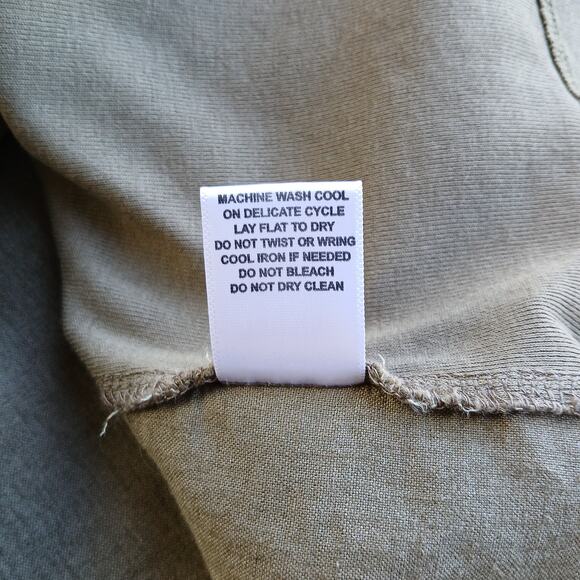 MACHINE WASH COOL
ON DELICATE CYCLE
LAY FLAT TO DRY
DO NOT TWIST OR WRING
COOL IRON IF NEEDED
DO NOT BLEACH
DO NOT DRY CLEAN